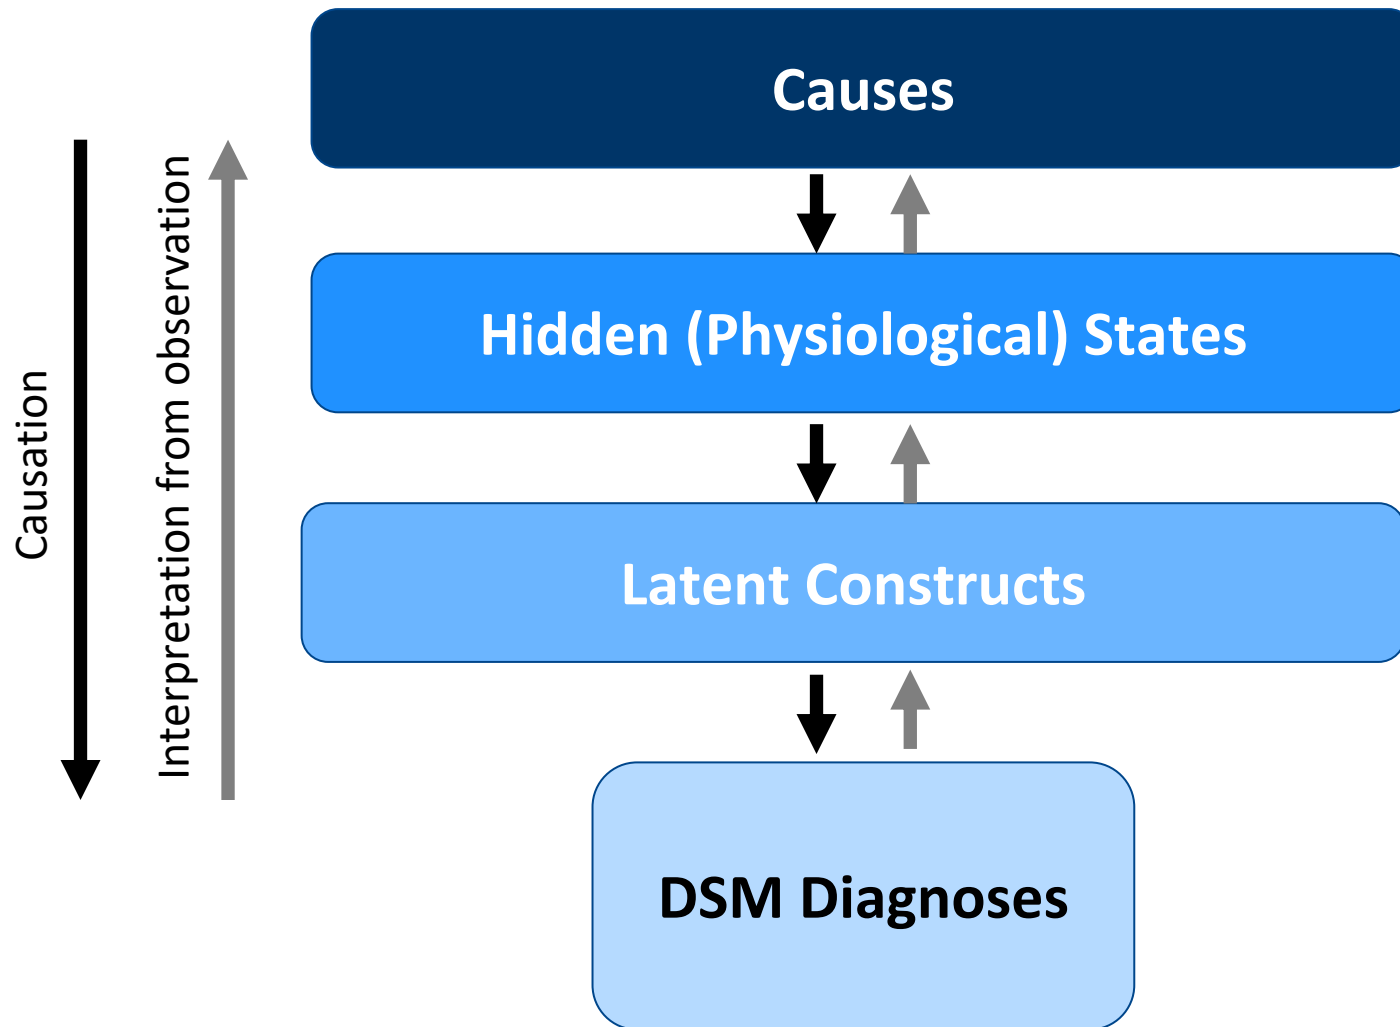 Causes
Causation
Interpretation from observation
Hidden (Physiological) States
Latent Constructs
DSM Diagnoses